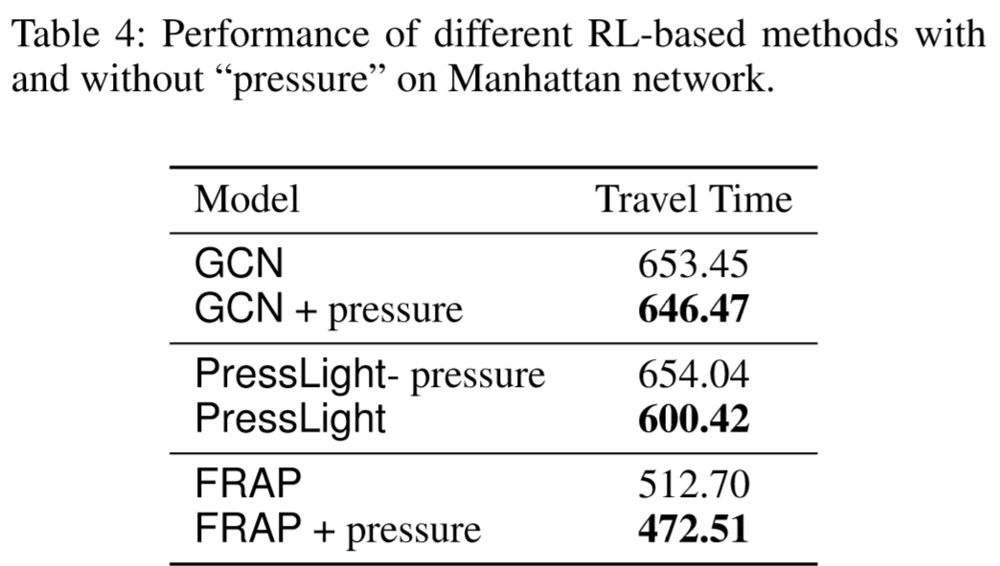 Table 4: Performance of different RL-based methods with
and without “pressure” on Manhattan network.
Model Travel Time
GCN 653.45
GCN + pressure 646.47
PressLight- pressure 654.04
PressLight 600.42
FRAP 512.70
FRAP + pressure 472.51